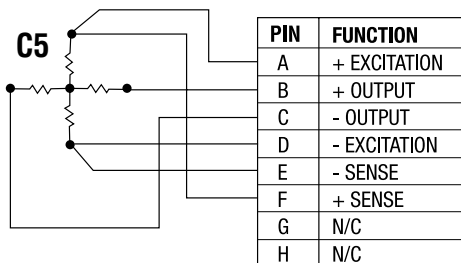 C5
PIN FUNCTION
A + EXCITATION
B + OUTPUT
C - OUTPUT
D - EXCITATION
E - SENSE
F + SENSE
G N/C
H N/C